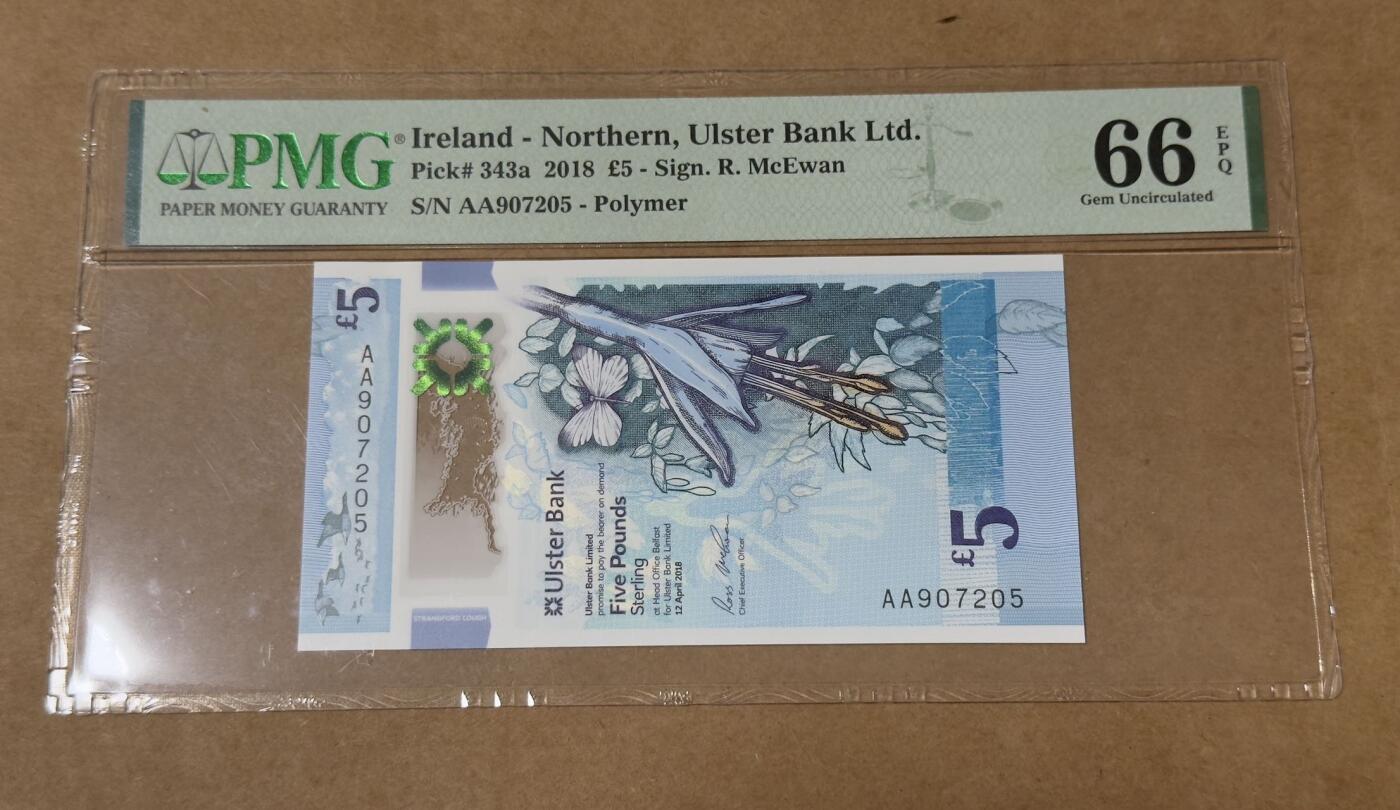 PMG®
PAPER MONEY GUARANTY
Ireland - Northern, Ulster Bank Ltd.
Pick# 343a 2018 £5 - Sign. R. McEwan
S/N AA907205 - Polymer
66
EPQ
Gem Uncirculated
£5
AA907205
STRANGFORD LOUGH
Ulster Bank
Ulster Bank Limited
promise to pay the bearer on demand
Five Pounds
Sterling
at Head Office Belfast
for Ulster Bank Limited
12 April 2018
Ross McEwan
Chief Executive Officer
£5
AA907205